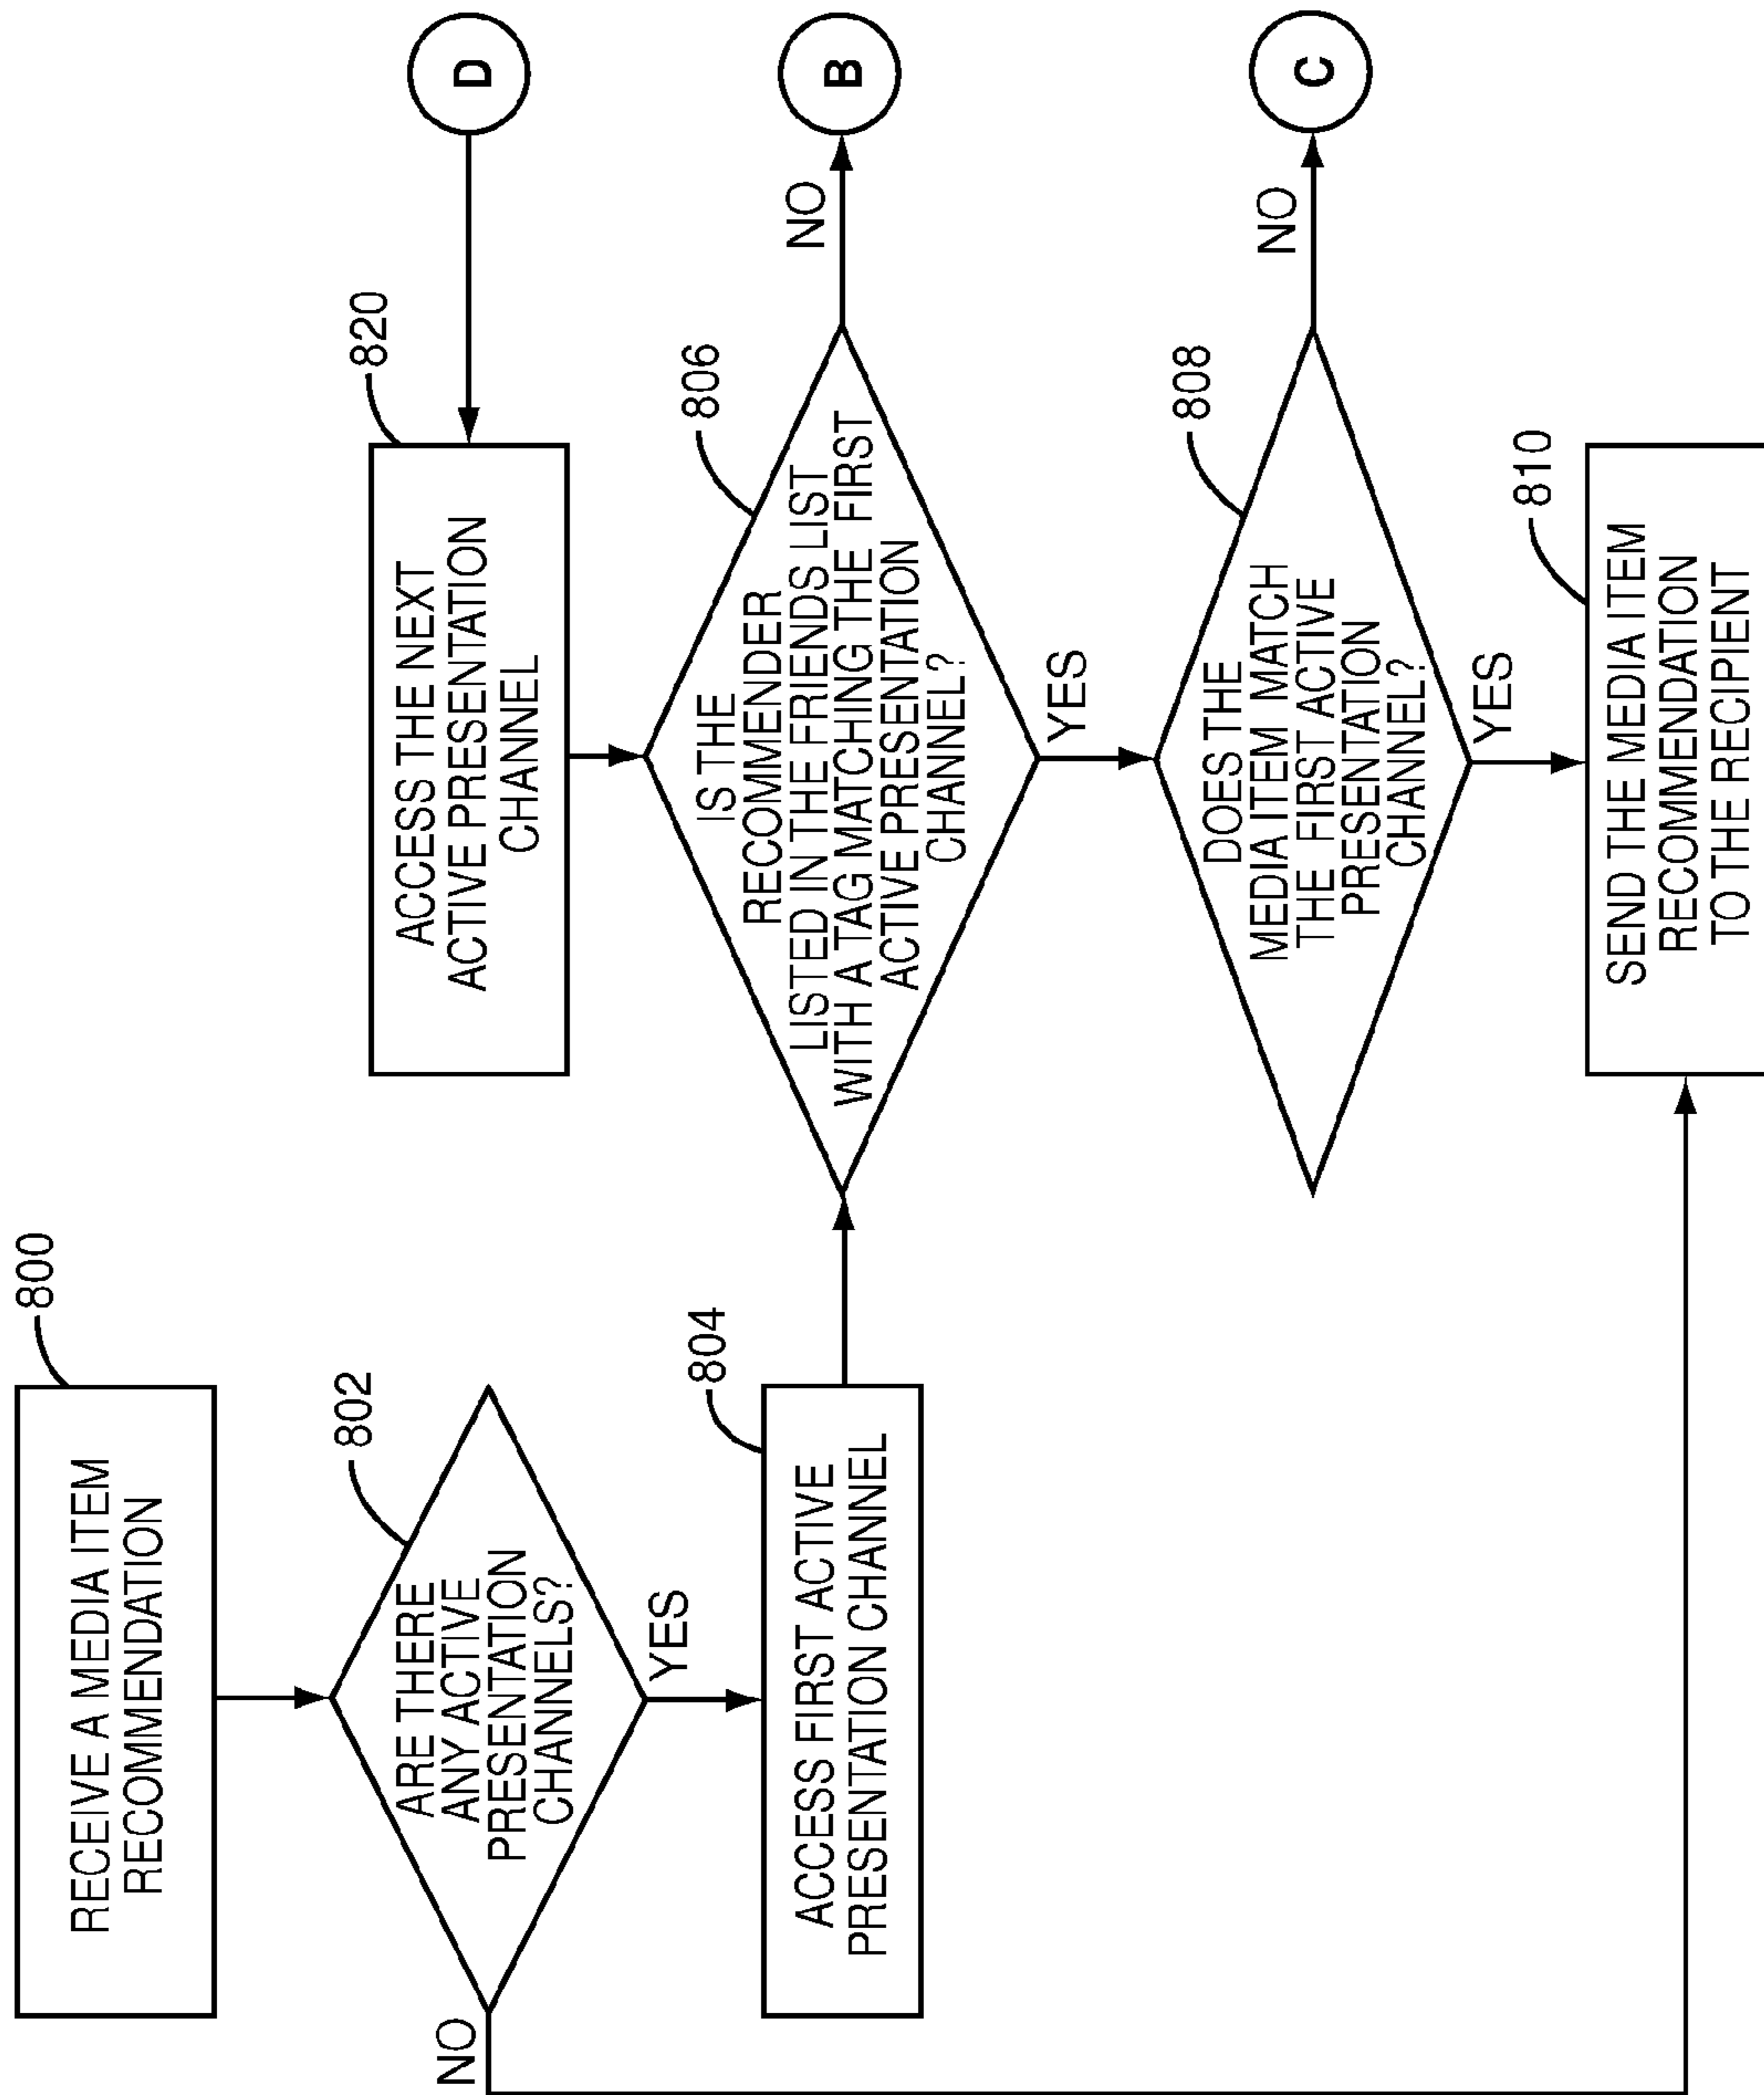 800
RECEIVE A MEDIA ITEM
RECOMMENDATION
802
ARE THERE
ANY ACTIVE
PRESENTATION
CHANNELS?
NO
YES
804
ACCESS FIRST ACTIVE
PRESENTATION CHANNEL
D
820
ACCESS THE NEXT
ACTIVE PRESENTATION
CHANNEL
806
IS THE
RECOMMENDER
LISTED IN THE FRIENDS LIST
WITH A TAG MATCHING THE FIRST
ACTIVE PRESENTATION
CHANNEL?
NO
B
YES
808
DOES THE
MEDIA ITEM MATCH
THE FIRST ACTIVE
PRESENTATION
CHANNEL?
NO
C
YES
810
SEND THE MEDIA ITEM
RECOMMENDATION
TO THE RECIPIENT